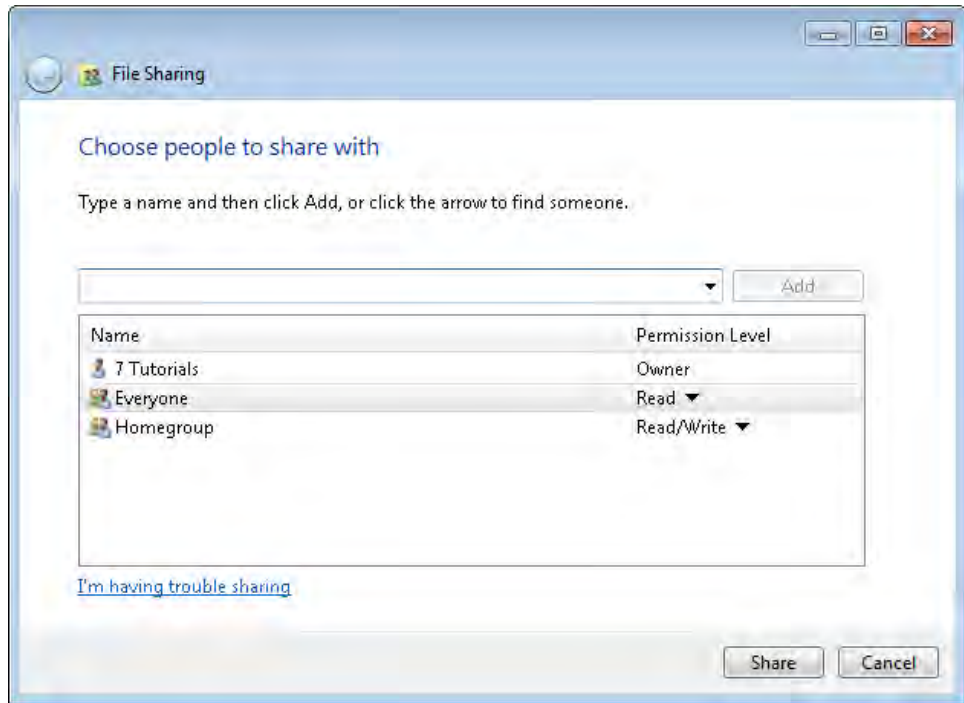 File Sharing
Choose people to share with
Type a name and then click Add, or click the arrow to find someone.
Add
Name Permission Level
7 Tutorials Owner
Everyone Read
Homegroup Read/Write
I'm having trouble sharing
Share Cancel